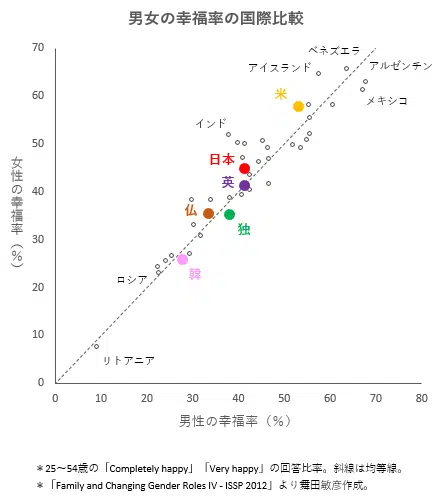 男女の幸福率の国際比較
70
60
50
40
30
20
10
0
女性の幸福率（％）
ベネズエラ
アイスランド
アルゼンチン
米
メキシコ
インド
日本
英
仏
独
韓
ロシア
リトアニア
0 10 20 30 40 50 60 70 80
男性の幸福率（％）
＊25～54歳の「Completely happy」「Very happy」の回答比率。斜線は均等線。
＊「Family and Changing Gender Roles IV - ISSP 2012」より舞田敏彦作成。